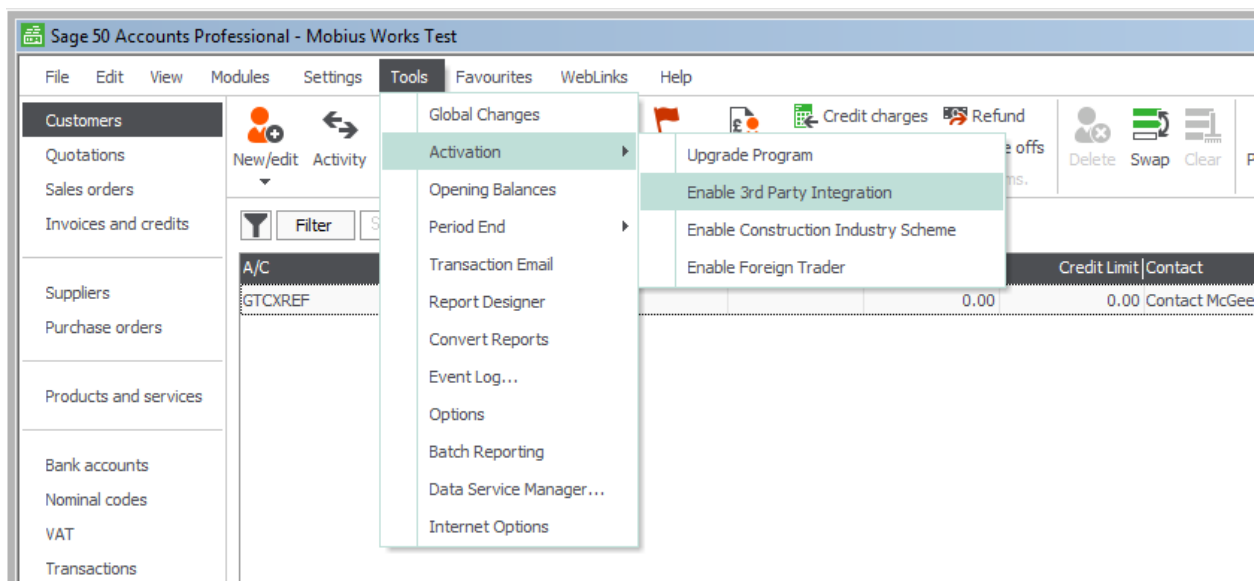 Sage 50 Accounts Professional - Mobius Works Test
File Edit View Modules Settings Tools Favourites WebLinks Help
Customers
Quotations
Sales orders
Invoices and credits
Suppliers
Purchase orders
Products and services
Bank accounts
Nominal codes
VAT
Transactions
New/edit Activity
Credit charges Refund
e offs
ms.
Delete Swap Clear
Filter
Global Changes
Activation
Opening Balances
Period End
Transaction Email
Report Designer
Convert Reports
Event Log...
Options
Batch Reporting
Data Service Manager...
Internet Options
Upgrade Program
Enable 3rd Party Integration
Enable Construction Industry Scheme
Enable Foreign Trader
A/C Credit Limit Contact
GTCXREF 0.00 0.00 Contact McGee